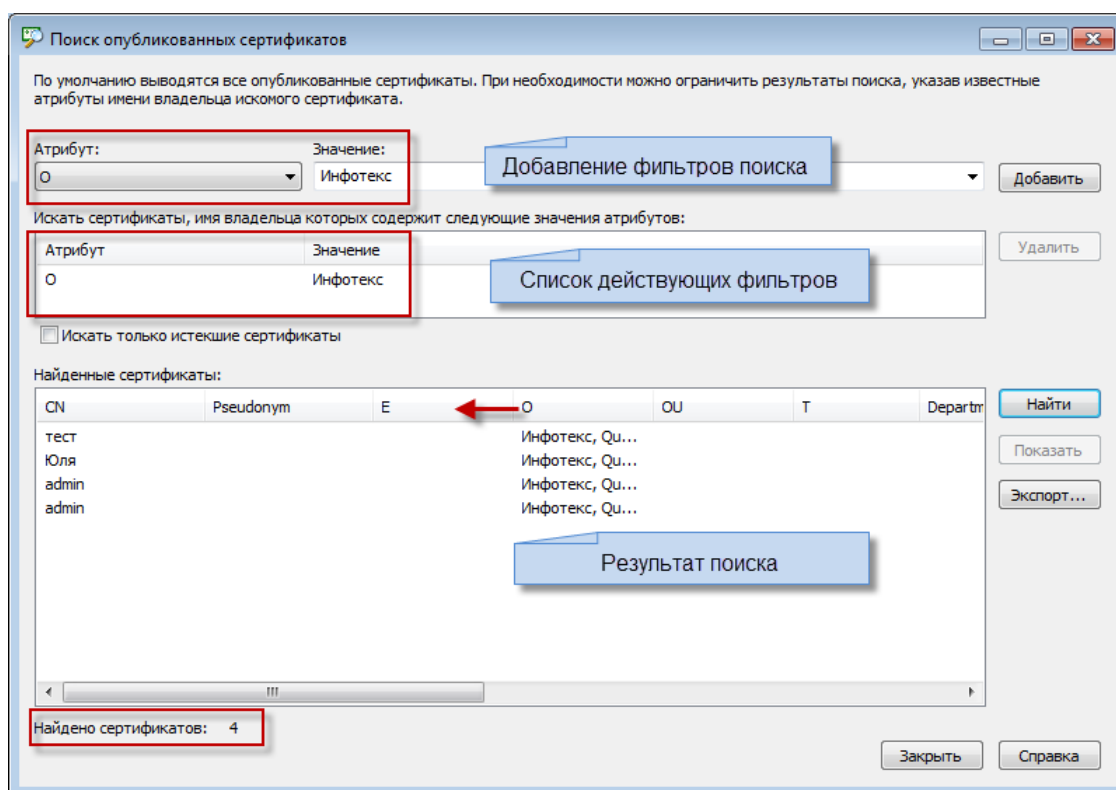 Поиск опубликованных сертификатов
По умолчанию выводятся все опубликованные сертификаты. При необходимости можно ограничить результаты поиска, указав известные
атрибуты имени владельца искомого сертификата.
Атрибут: Значение:
O Инфотекс Добавление фильтров поиска Добавить
Искать сертификаты, имя владельца которых содержит следующие значения атрибутов:
Атрибут Значение Удалить
O Инфотекс Список действующих фильтров
Искать только истекшие сертификаты
Найденные сертификаты:
CN Pseudonym E O OU T Departm Найти
тест Инфотекс, Qu...
Юля Инфотекс, Qu... Показать
admin Инфотекс, Qu...
admin Инфотекс, Qu... Экспорт...
Результат поиска
Найдено сертификатов: 4
Закрыть Справка